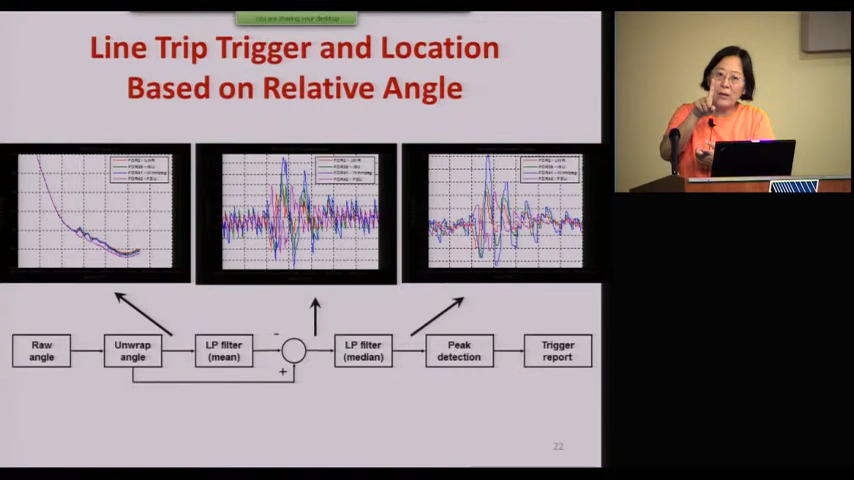 You are sharing your desktop
Line Trip Trigger and Location
Based on Relative Angle
Raw
angle
Unwrap
angle
LP filter
(mean)
-
+
LP filter
(median)
Peak
detection
Trigger
report
22